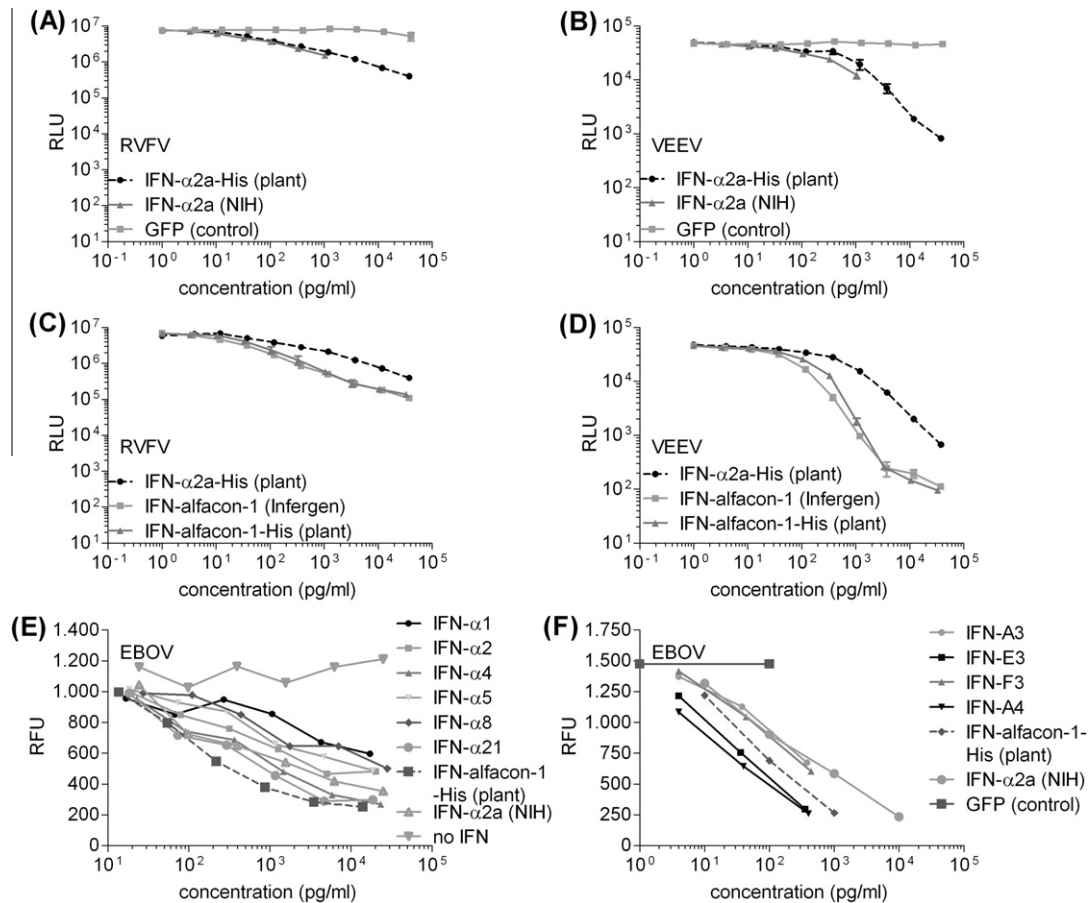 (A)
10^7
10^6
10^5
10^4
10^3
10^2
10^1
RLU
RVFV
IFN-α2a-His (plant)
IFN-α2a (NIH)
GFP (control)
10^-1 10^0 10^1 10^2 10^3 10^4 10^5
concentration (pg/ml)
(B)
10^5
10^4
10^3
10^2
10^1
RLU
VEEV
IFN-α2a-His (plant)
IFN-α2a (NIH)
GFP (control)
10^-1 10^0 10^1 10^2 10^3 10^4 10^5
concentration (pg/ml)
(C)
10^7
10^6
10^5
10^4
10^3
10^2
10^1
RLU
RVFV
IFN-α2a-His (plant)
IFN-alfacon-1 (Infergen)
IFN-alfacon-1-His (plant)
10^-1 10^0 10^1 10^2 10^3 10^4 10^5
concentration (pg/ml)
(D)
10^5
10^4
10^3
10^2
10^1
RLU
VEEV
IFN-α2a-His (plant)
IFN-alfacon-1 (Infergen)
IFN-alfacon-1-His (plant)
10^-1 10^0 10^1 10^2 10^3 10^4 10^5
concentration (pg/ml)
(E)
1.400
1.200
1.000
800
600
400
200
0
RFU
EBOV
IFN-α1
IFN-α2
IFN-α4
IFN-α5
IFN-α8
IFN-α21
IFN-alfacon-1
-His (plant)
IFN-α2a (NIH)
no IFN
10^1 10^2 10^3 10^4 10^5
concentration (pg/ml)
(F)
1.750
1.500
1.250
1.000
750
500
250
0
RFU
EBOV
IFN-A3
IFN-E3
IFN-F3
IFN-A4
IFN-alfacon-1-
His (plant)
IFN-α2a (NIH)
GFP (control)
10^0 10^1 10^2 10^3 10^4 10^5
concentration (pg/ml)